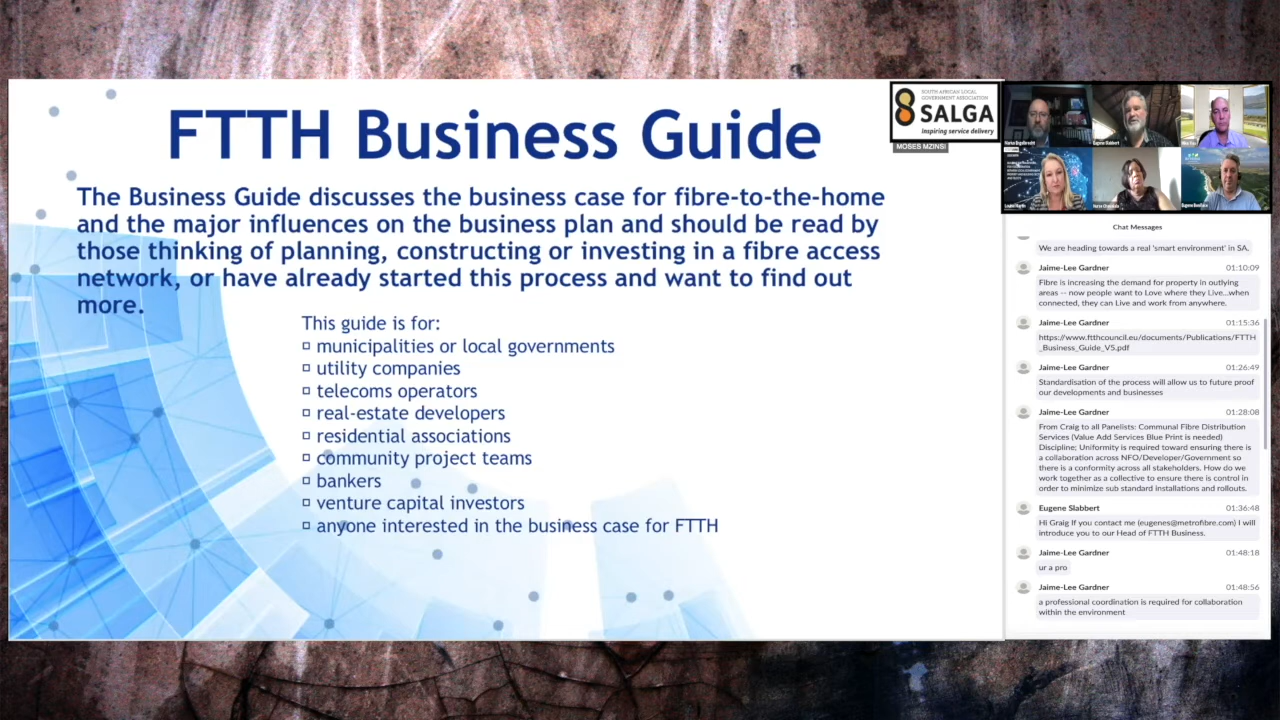 FTTH Business Guide
The Business Guide discusses the business case for fibre-to-the-home
and the major influences on the business plan and should be read by
those thinking of planning, constructing or investing in a fibre access
network, or have already started this process and want to find out
more.
This guide is for:
municipalities or local governments
utility companies
telecoms operators
real-estate developers
residential associations
community project teams
bankers
venture capital investors
anyone interested in the business case for FTTH
SOUTH AFRICAN LOCAL
GOVERNMENT ASSOCIATION
SALGA
Inspiring service delivery
MOSES MZINSI
Eugene Slabbert
Chat Messages
We are heading towards a real 'smart environment' in SA.
Jaime-Lee Gardner 01:10:09
Fibre is increasing the demand for property in outlying
areas -- now people want to Love where they Live...when
connected, they can Live and work from anywhere.
Jaime-Lee Gardner 01:15:36
https://www.ftthcouncil.eu/documents/Publications/FTTH
_Business_Guide_V5.pdf
Jaime-Lee Gardner 01:26:49
Standardisation of the process will allow us to future proof
our developments and businesses
Jaime-Lee Gardner 01:28:08
From Craig to all Panelists: Communal Fibre Distribution
Services (Value Add Services Blue Print is needed)
Discipline; Uniformity is required toward ensuring there is
a collaboration across NFO/Developer/Government so
there is a conformity across all stakeholders. How do we
work together as a collective to ensure there is control in
order to minimize sub standard installations and rollouts.
Eugene Slabbert 01:36:48
Hi Graig If you contact me (eugenes@metrofibre.com) I will
introduce you to our Head of FTTH Business.
Jaime-Lee Gardner 01:48:18
ur a pro
Jaime-Lee Gardner 01:48:56
a professional coordination is required for collaboration
within the environment